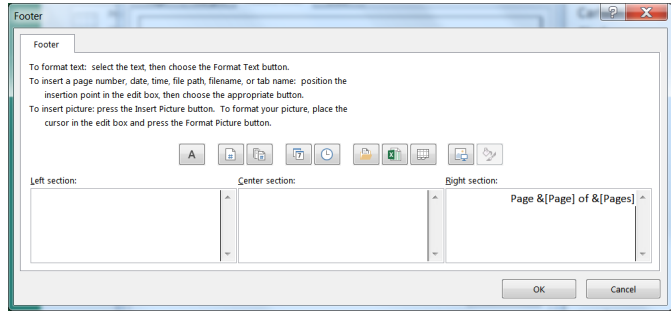 Footer
Footer
To format text: select the text, then choose the Format Text button.
To insert a page number, date, time, file path, filename, or tab name: position the
insertion point in the edit box, then choose the appropriate button.
To insert picture: press the Insert Picture button. To format your picture, place the
cursor in the edit box and press the Format Picture button.
A
Left section:
Center section:
Right section:
Page &[Page] of &[Pages]
OK
Cancel